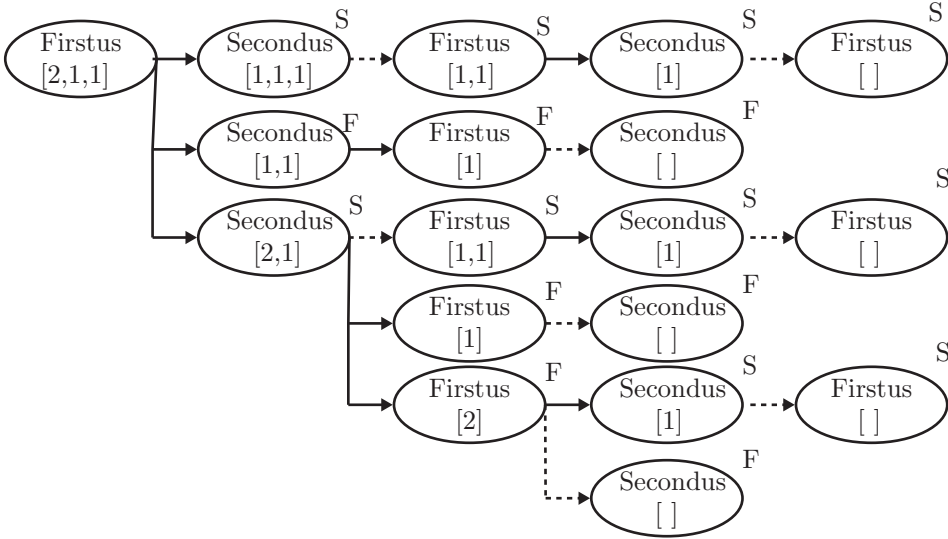 Firstus
[2,1,1]
S
Secondus
[1,1,1]
S
Firstus
[1,1]
S
Secondus
[1]
S
Firstus
[ ]
F
Secondus
[1,1]
F
Firstus
[1]
F
Secondus
[ ]
S
Secondus
[2,1]
S
Firstus
[1,1]
S
Secondus
[1]
S
Firstus
[ ]
F
Firstus
[1]
F
Secondus
[ ]
F
Firstus
[2]
S
Secondus
[1]
S
Firstus
[ ]
F
Secondus
[ ]